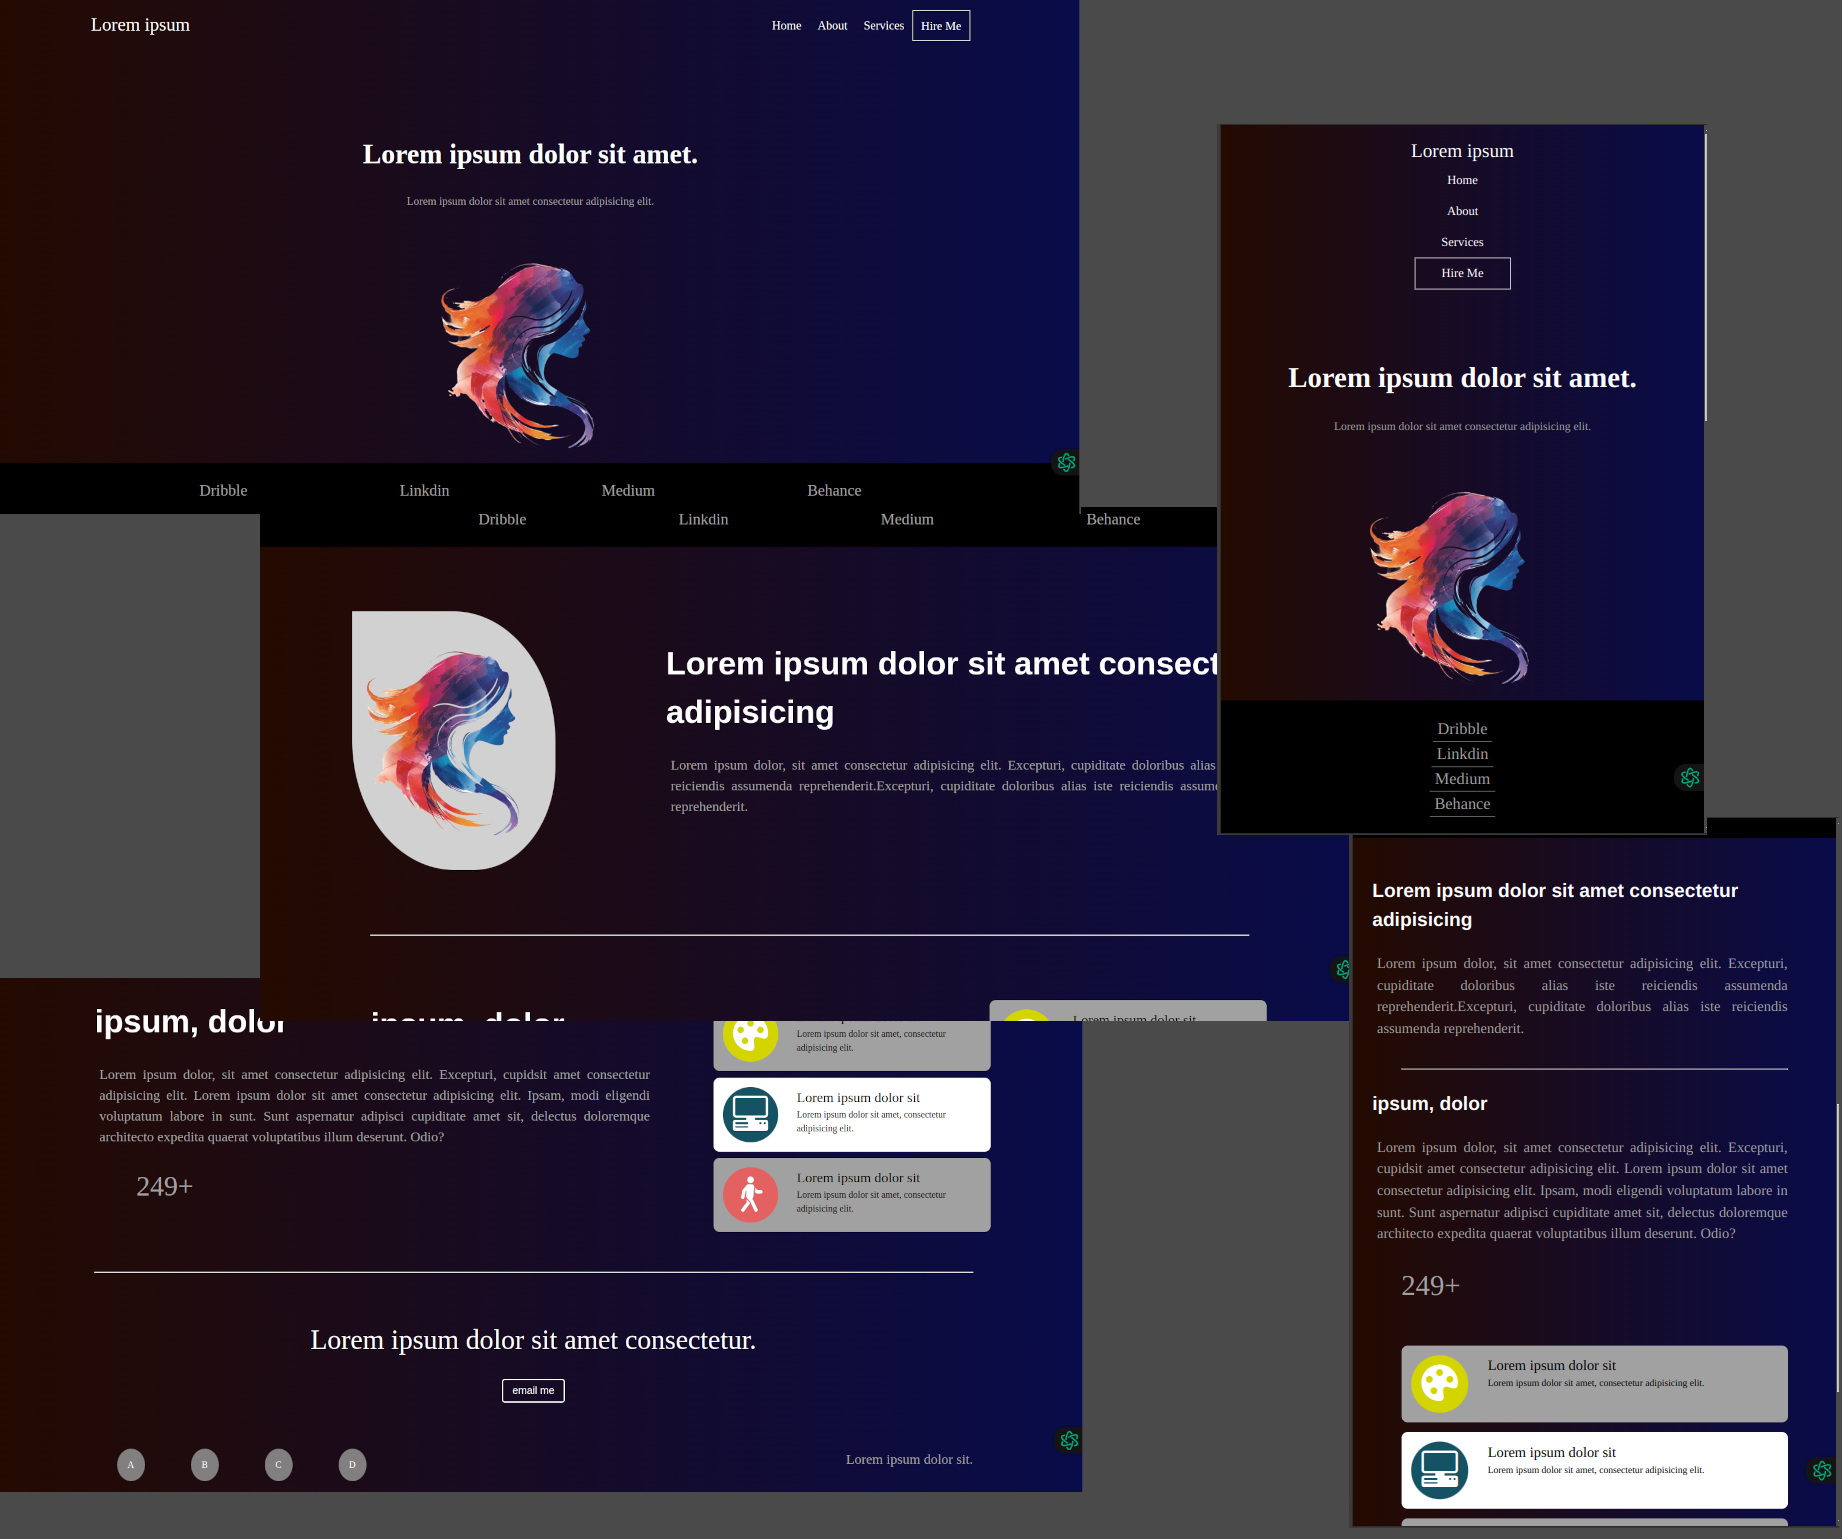 Lorem ipsum
Home About Services Hire Me
Lorem ipsum dolor sit amet.
Lorem ipsum dolor sit amet consectetur adipisicing elit.
Dribble Linkdin Medium Behance
Dribble Linkdin Medium Behance
Lorem ipsum dolor sit amet consect
adipisicing
Lorem ipsum dolor, sit amet consectetur adipisicing elit. Excepturi, cupiditate doloribus alias
reiciendis assumenda reprehenderit.Excepturi, cupiditate doloribus alias iste reiciendis assume
reprehenderit.
ipsum, dolor
Lorem ipsum dolor sit
ipsum, dolor
Lorem ipsum dolor, sit amet consectetur adipisicing elit. Excepturi, cupidsit amet consectetur
adipisicing elit. Lorem ipsum dolor sit amet consectetur adipisicing elit. Ipsam, modi eligendi
voluptatum labore in sunt. Sunt aspernatur adipisci cupiditate amet sit, delectus doloremque
architecto expedita quaerat voluptatibus illum deserunt. Odio?
249+
Lorem ipsum dolor sit amet, consectetur
adipisicing elit.
Lorem ipsum dolor sit
Lorem ipsum dolor sit amet, consectetur
adipisicing elit.
Lorem ipsum dolor sit
Lorem ipsum dolor sit amet, consectetur
adipisicing elit.
Lorem ipsum dolor sit amet consectetur.
email me
A B C D
Lorem ipsum dolor sit.
Lorem ipsum
Home
About
Services
Hire Me
Lorem ipsum dolor sit amet.
Lorem ipsum dolor sit amet consectetur adipisicing elit.
Dribble
Linkdin
Medium
Behance
Lorem ipsum dolor sit amet consectetur
adipisicing
Lorem ipsum dolor, sit amet consectetur adipisicing elit. Excepturi,
cupiditate doloribus alias iste reiciendis assumenda
reprehenderit.Excepturi, cupiditate doloribus alias iste reiciendis
assumenda reprehenderit.
ipsum, dolor
Lorem ipsum dolor, sit amet consectetur adipisicing elit. Excepturi,
cupidsit amet consectetur adipisicing elit. Lorem ipsum dolor sit amet
consectetur adipisicing elit. Ipsam, modi eligendi voluptatum labore in
sunt. Sunt aspernatur adipisci cupiditate amet sit, delectus doloremque
architecto expedita quaerat voluptatibus illum deserunt. Odio?
249+
Lorem ipsum dolor sit
Lorem ipsum dolor sit amet, consectetur adipisicing elit.
Lorem ipsum dolor sit
Lorem ipsum dolor sit amet, consectetur adipisicing elit.